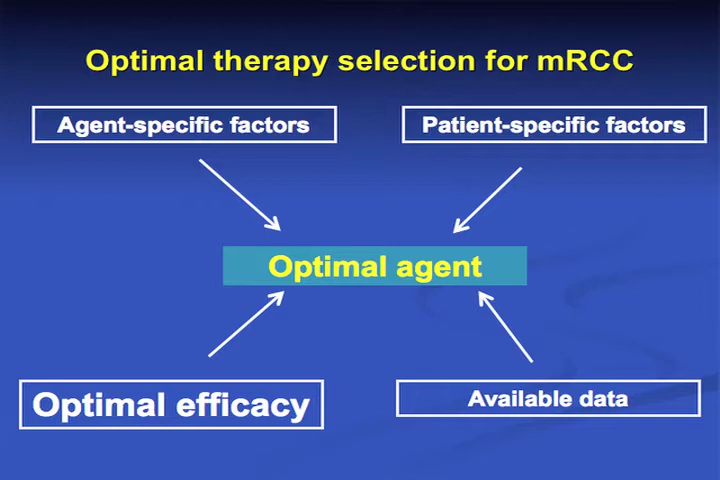 Optimal therapy selection for mRCC
Agent-specific factors
Patient-specific factors
Optimal agent
Optimal efficacy
Available data